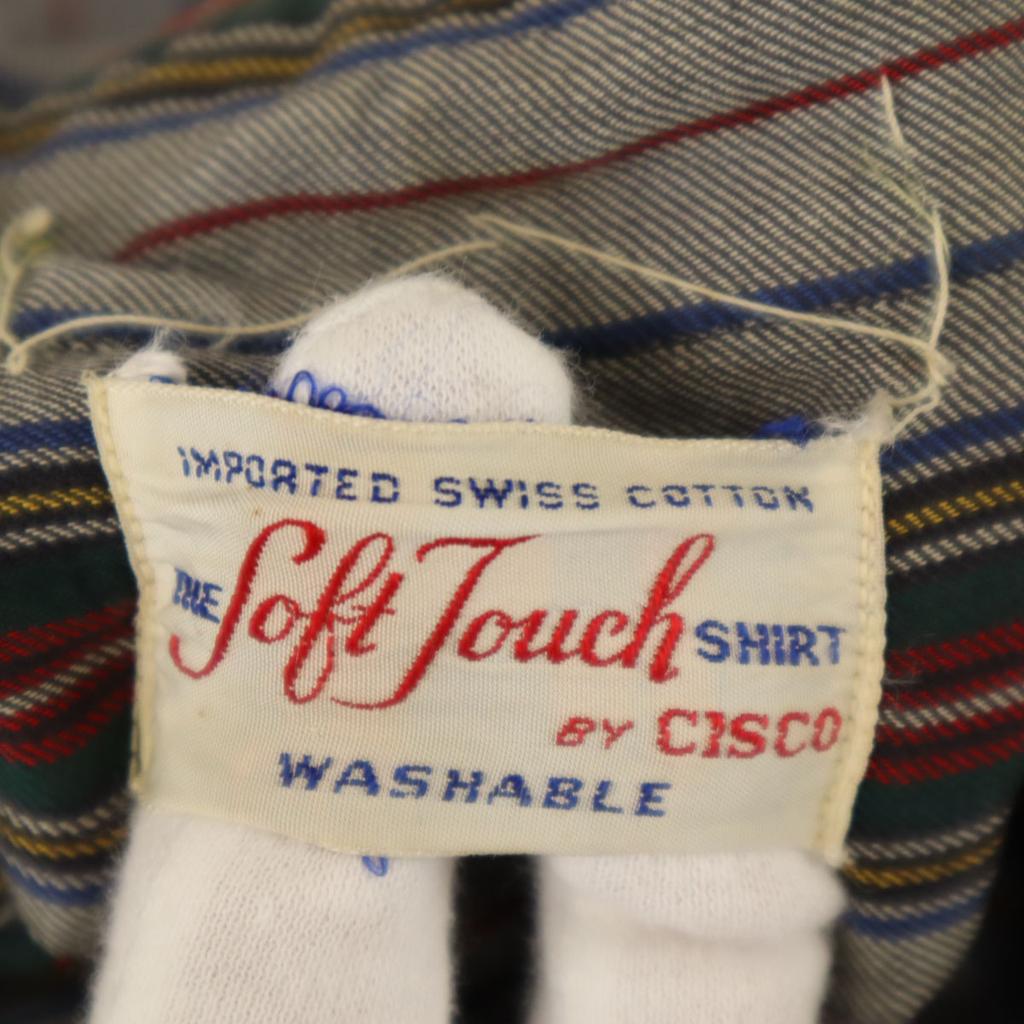 IMPORTED SWISS COTTON
THE Soft Touch SHIRT
BY CISCO
WASHABLE